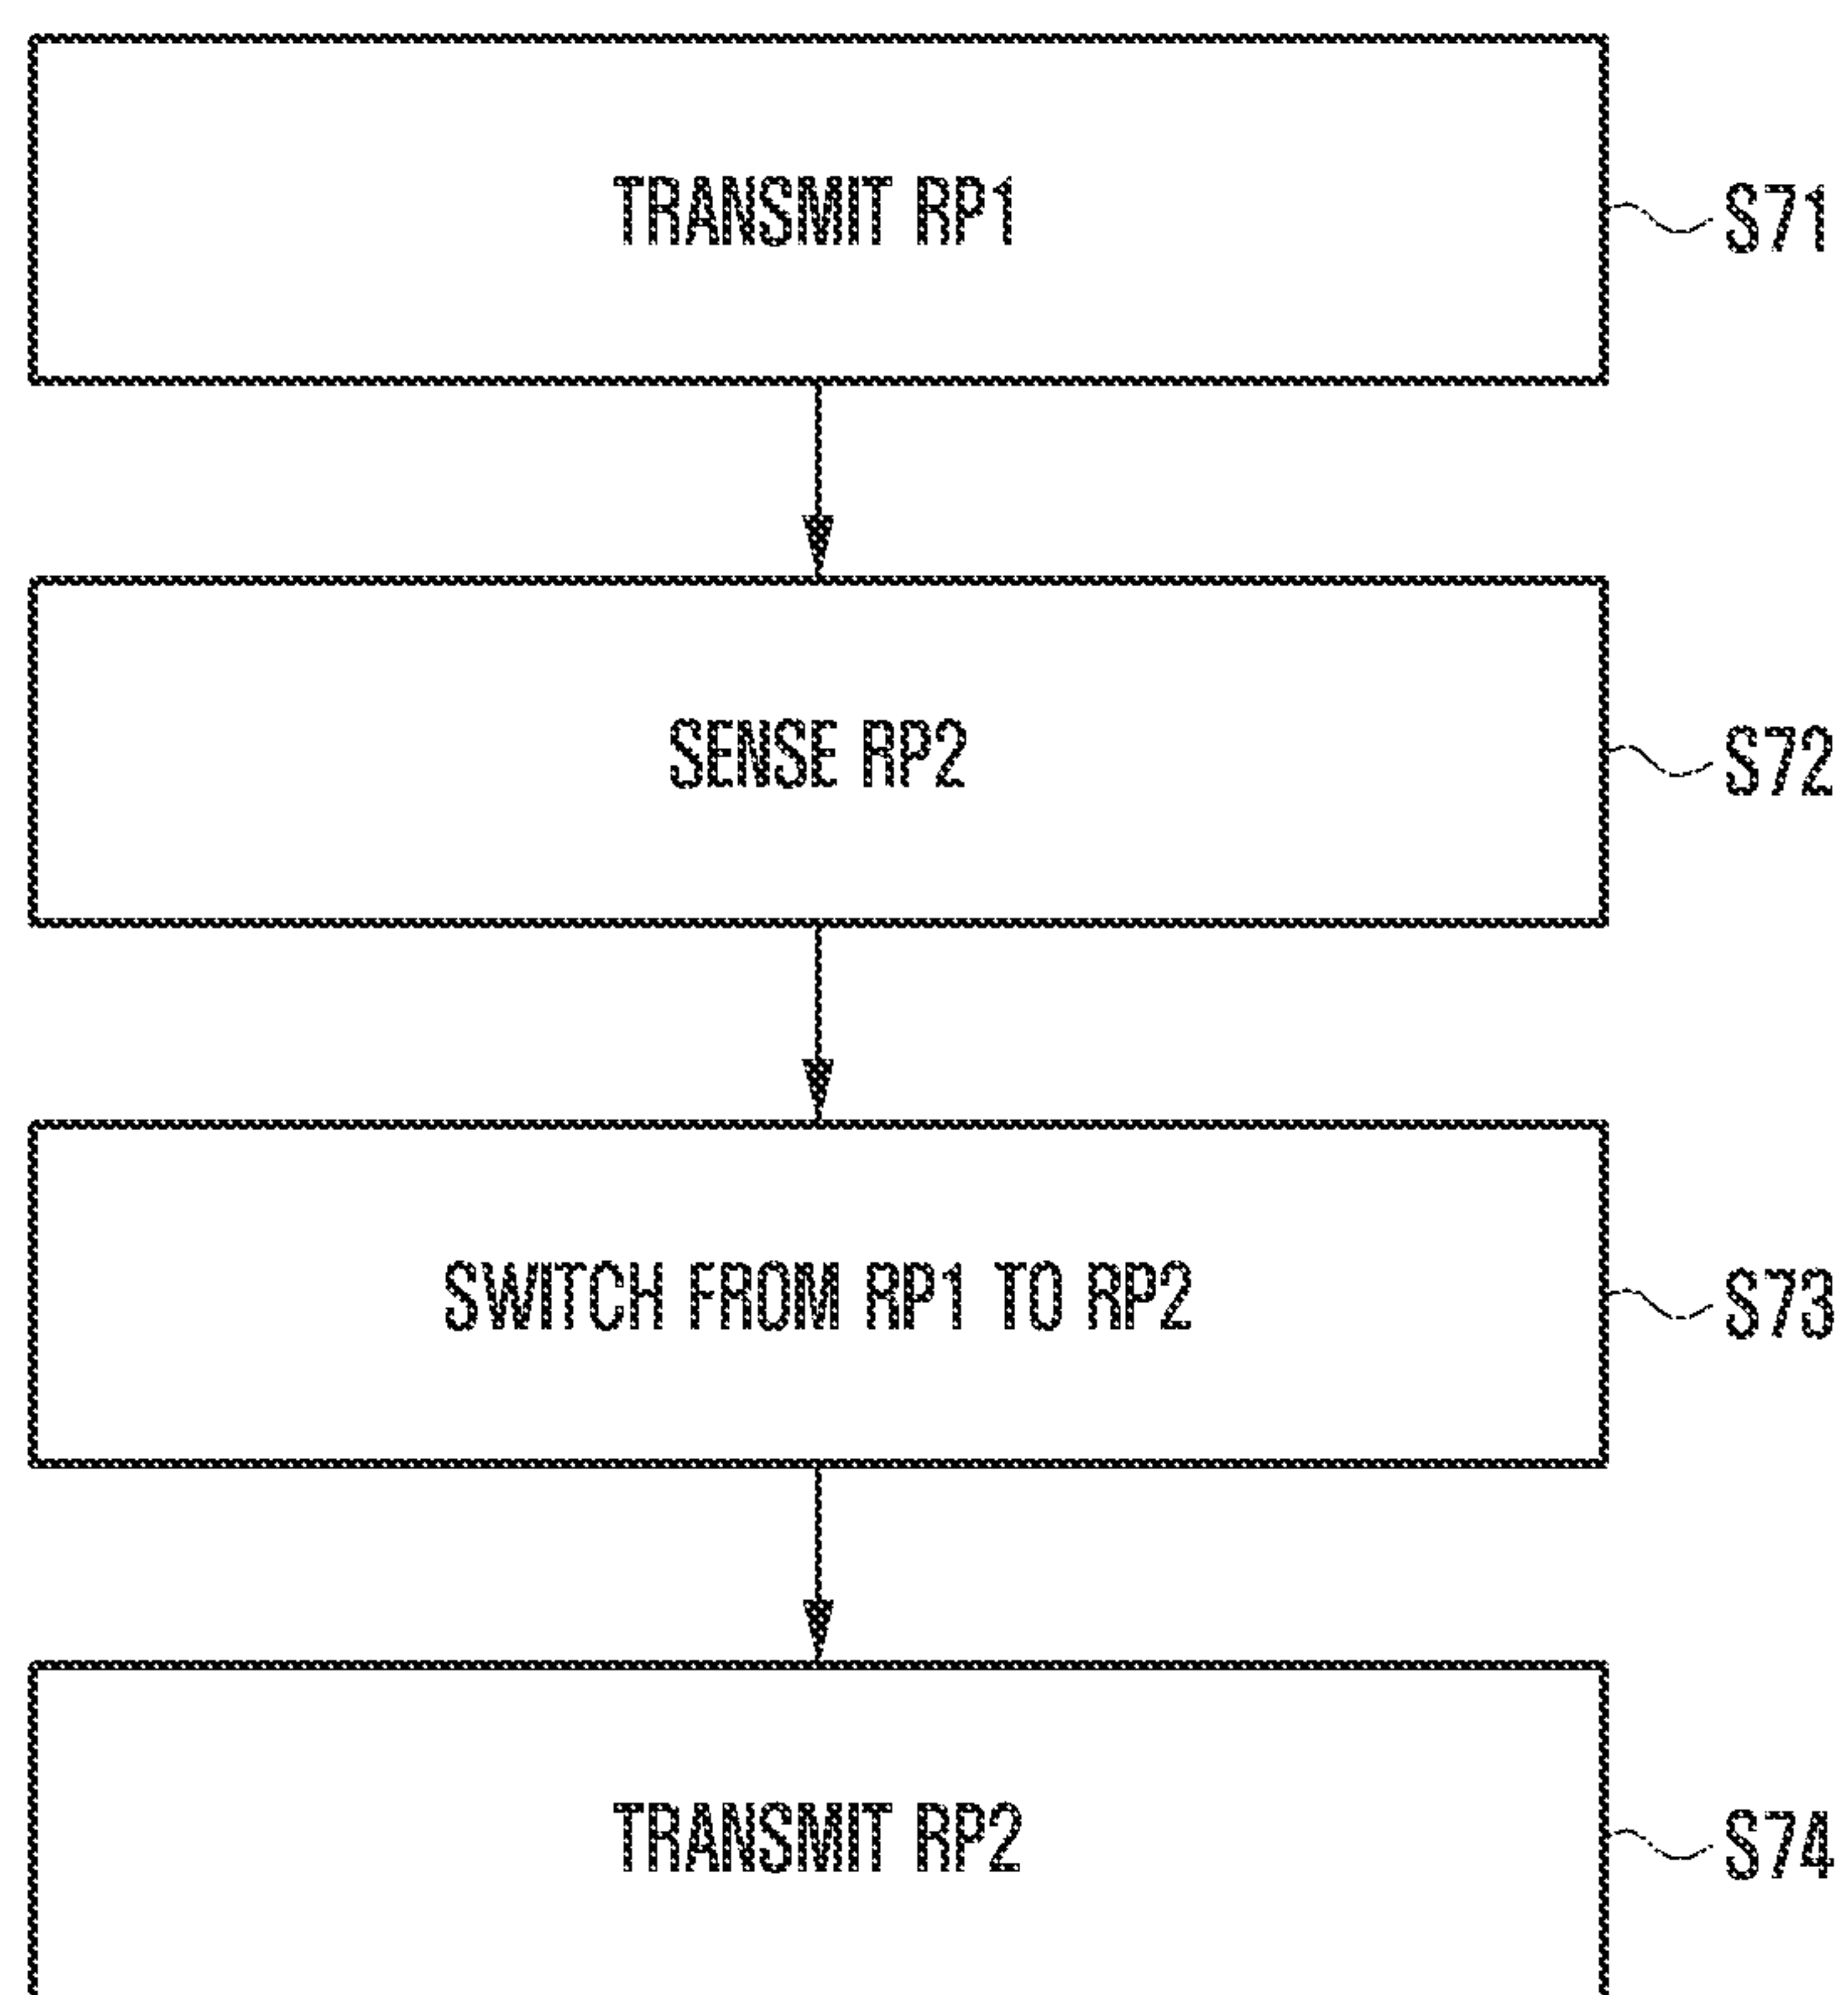 TRANSMIT RP1
S71
SENSE RP2
S72
SWITCH FROM RP1 TO RP2
S73
TRANSMIT RP2
S74